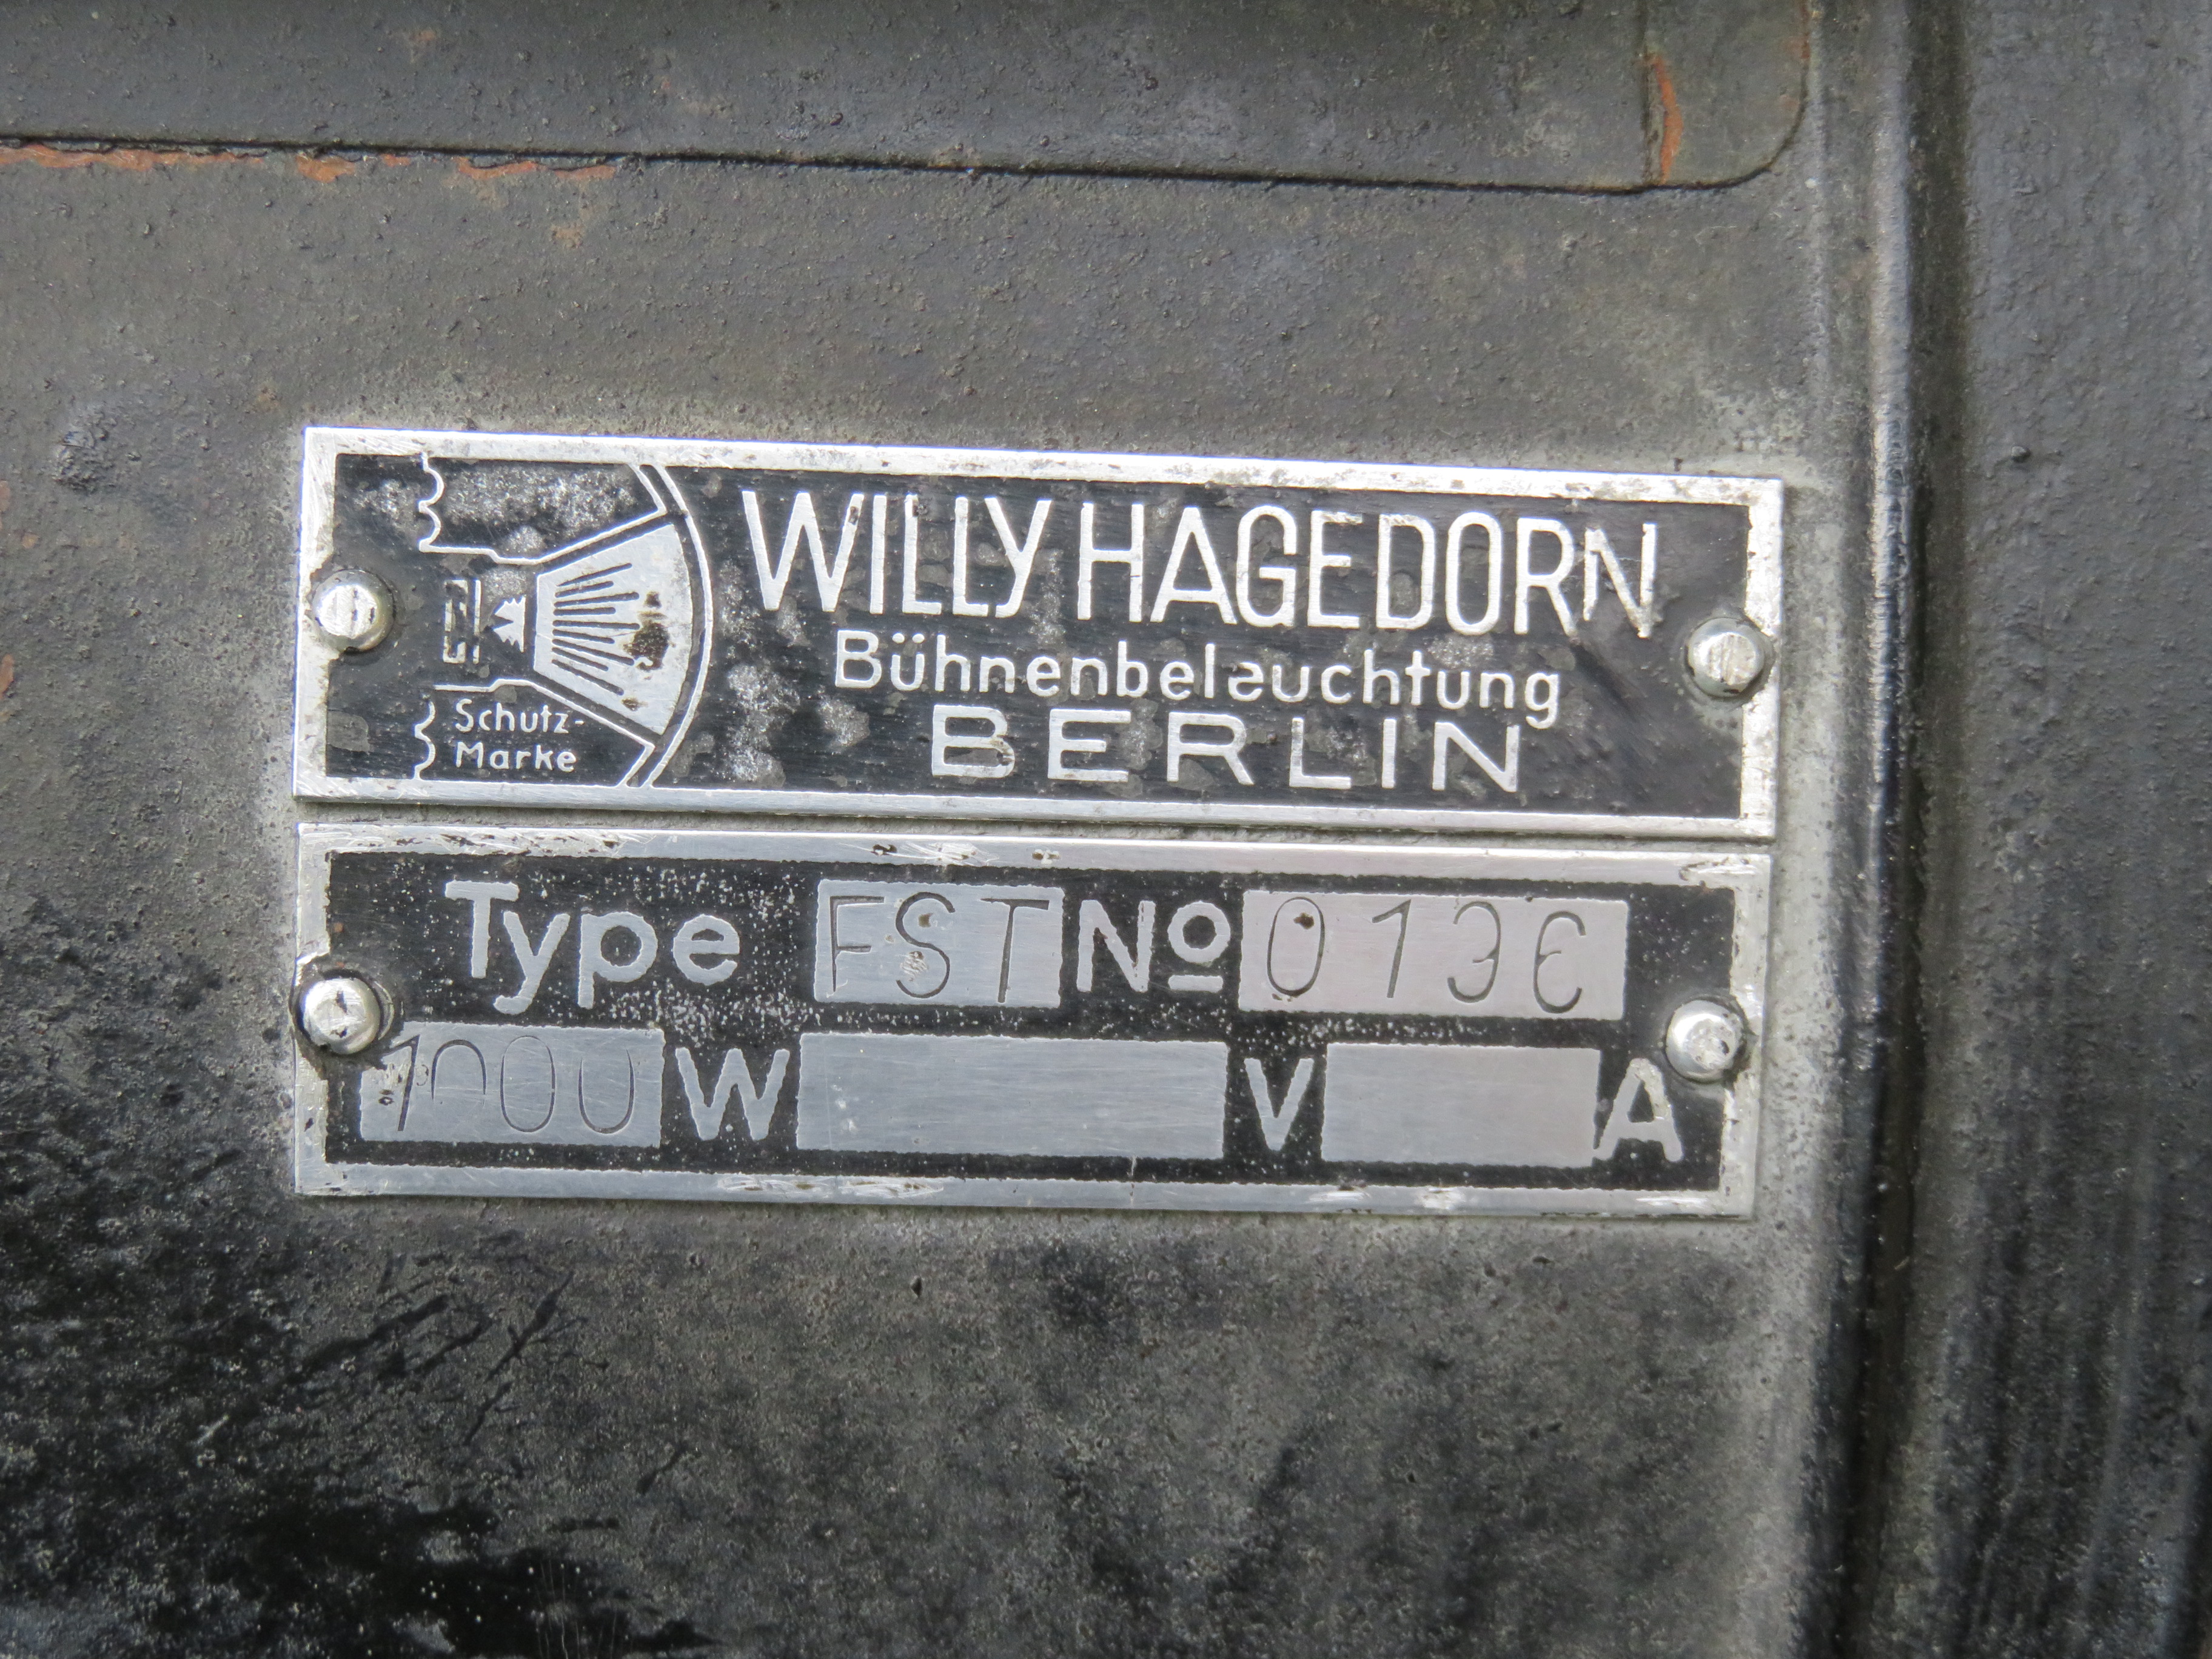 WILLY HAGEDORN
Bühnenbeleuchtung
BERLIN
Schutz-
Marke
Type FST No 0136
1000 W V A